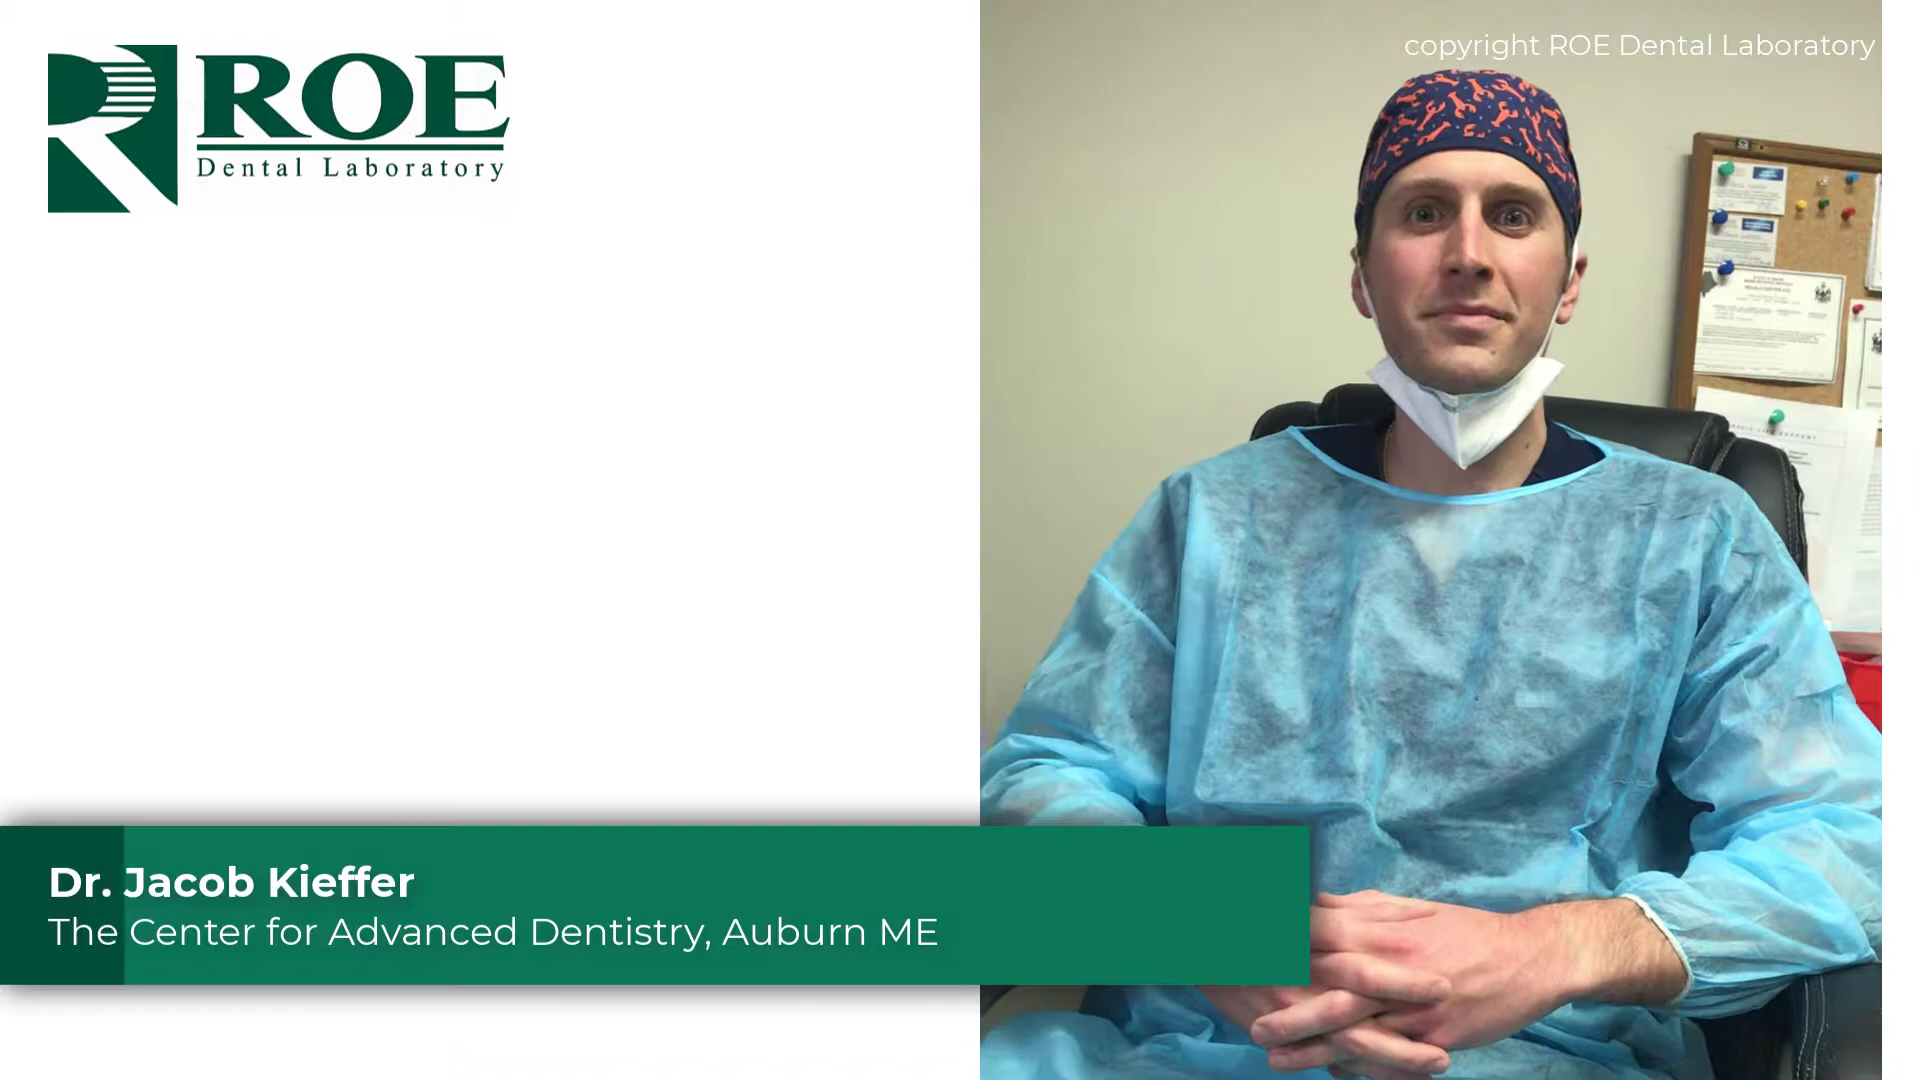 copyright ROE Dental Laboratory
ROE
Dental Laboratory
Dr. Jacob Kieffer
The Center for Advanced Dentistry, Auburn ME